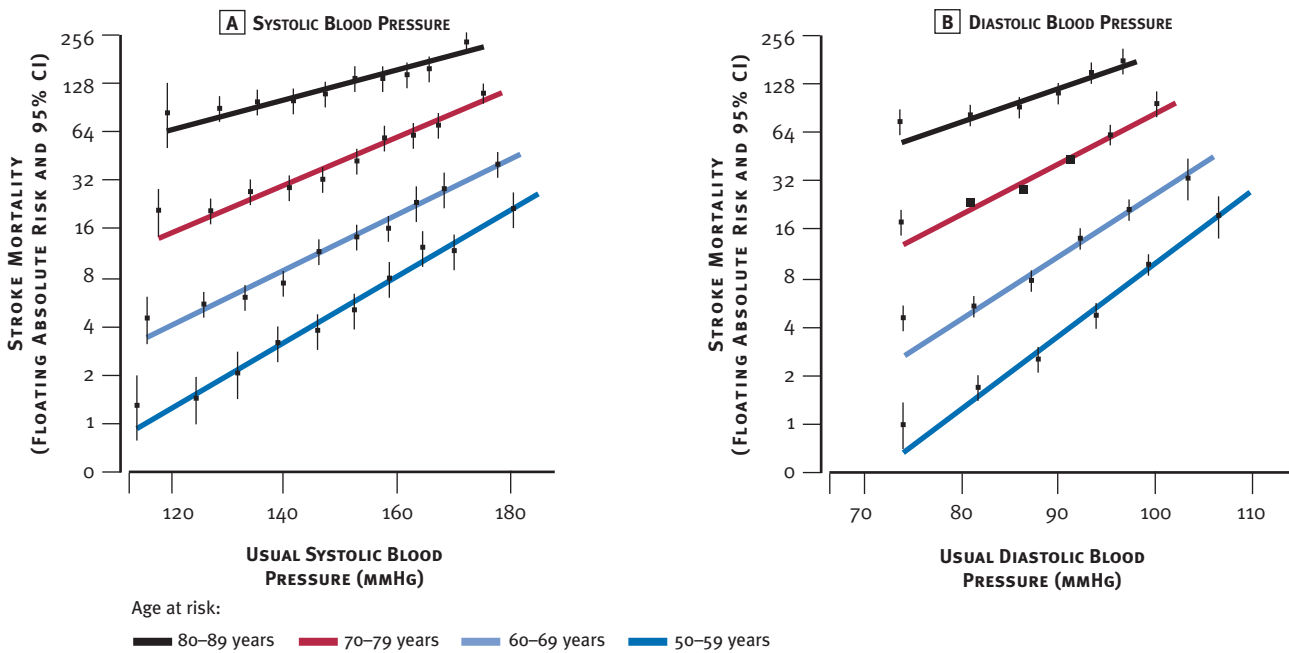 A SYSTOLIC BLOOD PRESSURE
STROKE MORTALITY
(FLOATING ABSOLUTE RISK AND 95% CI)
256
128
64
32
16
8
4
2
1
0
120
140
160
180
USUAL SYSTOLIC BLOOD
PRESSURE (MMHG)
B DIASTOLIC BLOOD PRESSURE
STROKE MORTALITY
(FLOATING ABSOLUTE RISK AND 95% CI)
256
128
64
32
16
8
4
2
1
0
70
80
90
100
110
USUAL DIASTOLIC BLOOD
PRESSURE (MMHG)
Age at risk:
80–89 years 70–79 years 60–69 years 50–59 years